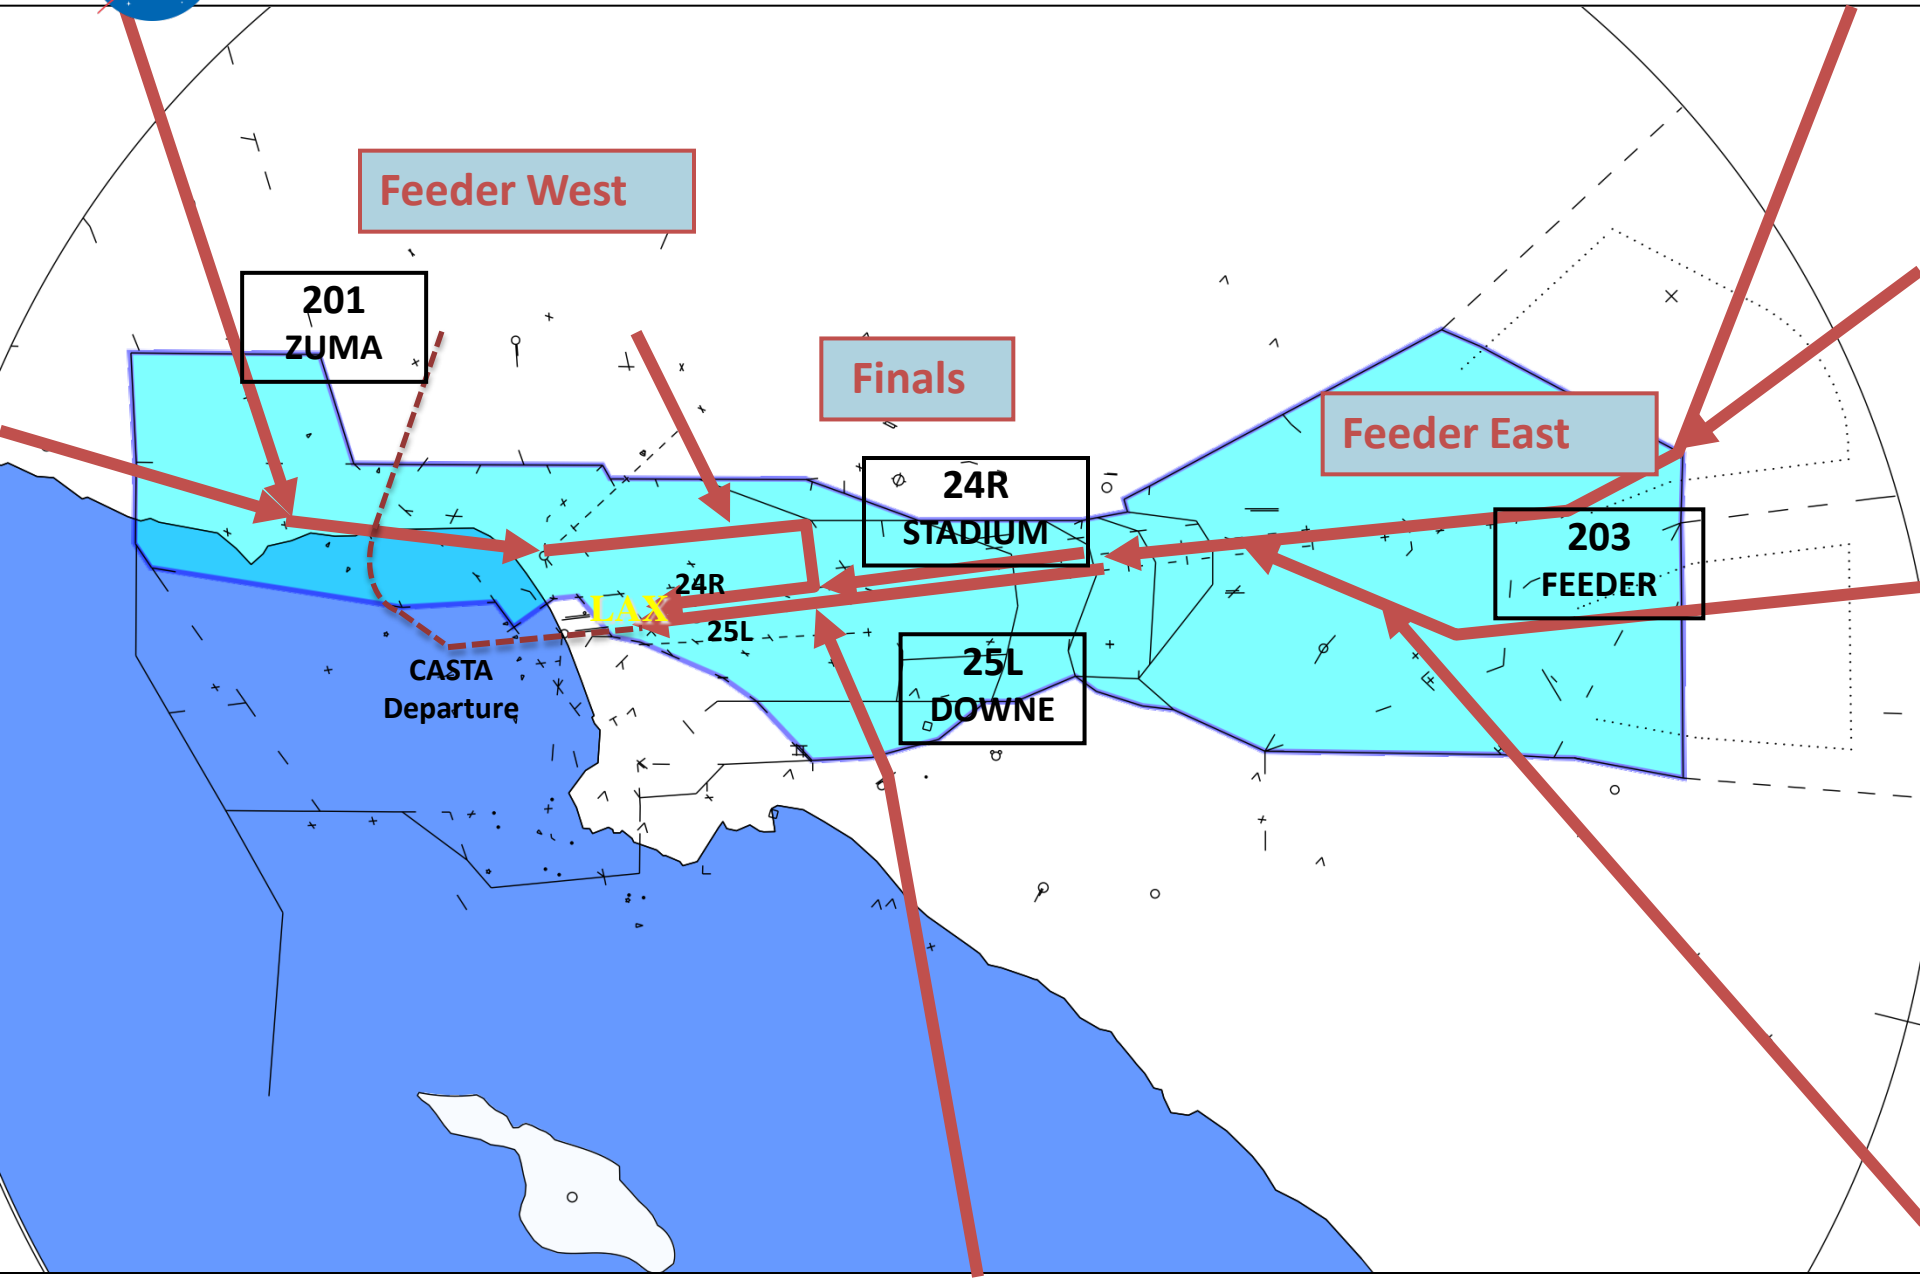 Feeder West
201
ZUMA
Finals
Feeder East
24R
STADIUM
203
FEEDER
24R
LAX
25L
25L
DOWNE
CASTA
Departure